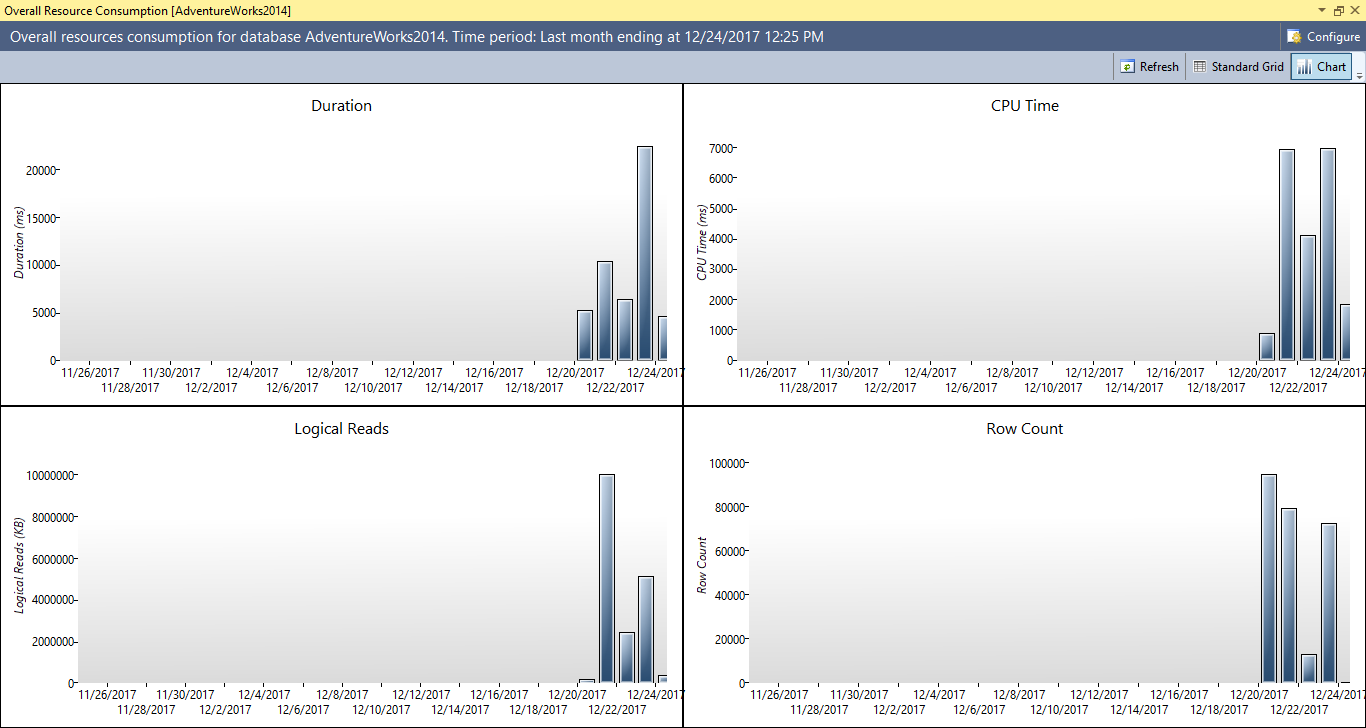 Overall Resource Consumption [AdventureWorks2014]
Overall resources consumption for database AdventureWorks2014. Time period: Last month ending at 12/24/2017 12:25 PM
Configure
Refresh
Standard Grid
Chart
Duration
Duration (ms)
20000
15000
10000
5000
0
11/26/2017 11/30/2017 12/4/2017 12/8/2017 12/12/2017 12/16/2017 12/20/2017 12/24/2017
11/28/2017 12/2/2017 12/6/2017 12/10/2017 12/14/2017 12/18/2017 12/22/2017
CPU Time
CPU Time (ms)
7000
6000
5000
4000
3000
2000
1000
0
11/26/2017 11/30/2017 12/4/2017 12/8/2017 12/12/2017 12/16/2017 12/20/2017 12/24/2017
11/28/2017 12/2/2017 12/6/2017 12/10/2017 12/14/2017 12/18/2017 12/22/2017
Logical Reads
Logical Reads (KB)
10000000
8000000
6000000
4000000
2000000
0
11/26/2017 11/30/2017 12/4/2017 12/8/2017 12/12/2017 12/16/2017 12/20/2017 12/24/2017
11/28/2017 12/2/2017 12/6/2017 12/10/2017 12/14/2017 12/18/2017 12/22/2017
Row Count
Row Count
100000
80000
60000
40000
20000
0
11/26/2017 11/30/2017 12/4/2017 12/8/2017 12/12/2017 12/16/2017 12/20/2017 12/24/2017
11/28/2017 12/2/2017 12/6/2017 12/10/2017 12/14/2017 12/18/2017 12/22/2017